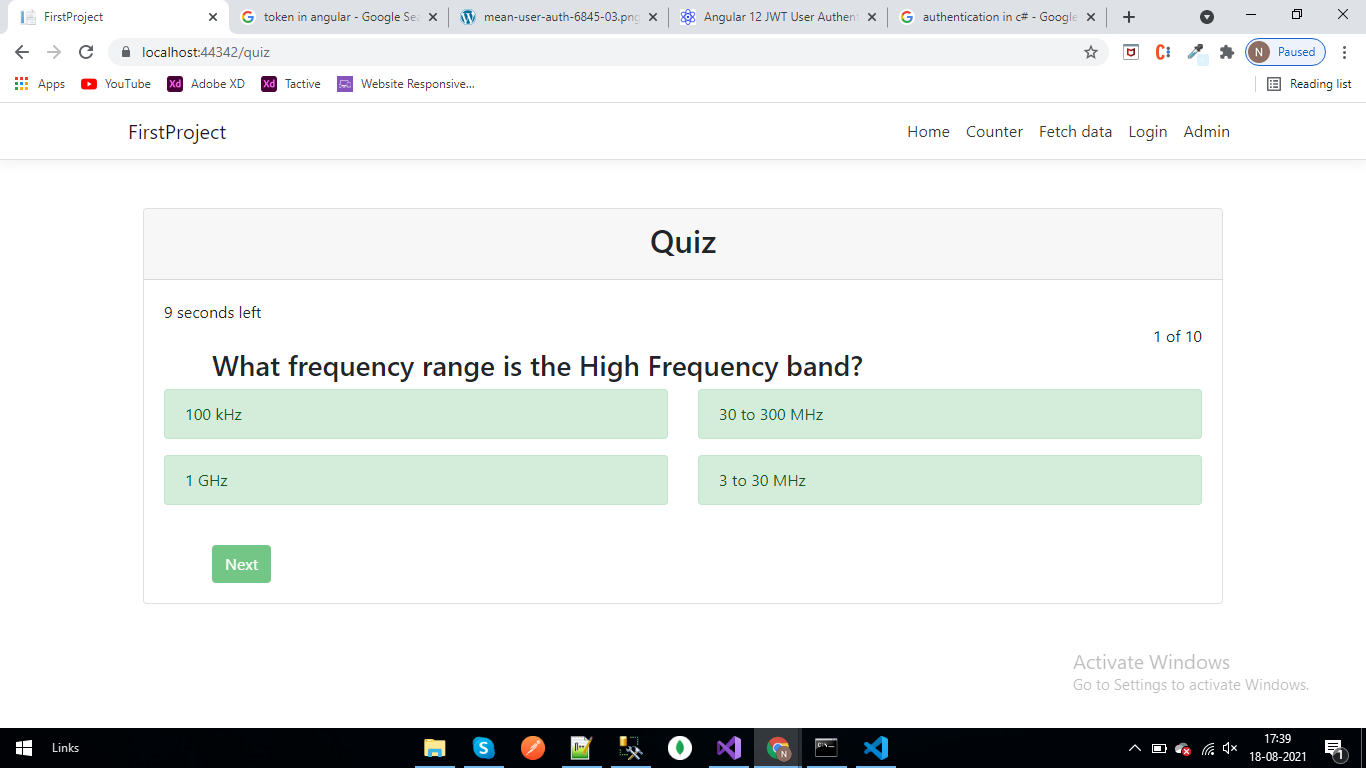 FirstProject
token in angular - Google Sea
mean-user-auth-6845-03.png
Angular 12 JWT User Authent
authentication in c# - Google
localhost:44342/quiz
N Paused
Apps
YouTube
Xd Adobe XD
Xd Tactive
Website Responsive...
Reading list
FirstProject
Home Counter Fetch data Login Admin
Quiz
9 seconds left
1 of 10
What frequency range is the High Frequency band?
100 kHz
30 to 300 MHz
1 GHz
3 to 30 MHz
Next
Activate Windows
Go to Settings to activate Windows.
Links
17:39
18-08-2021
1